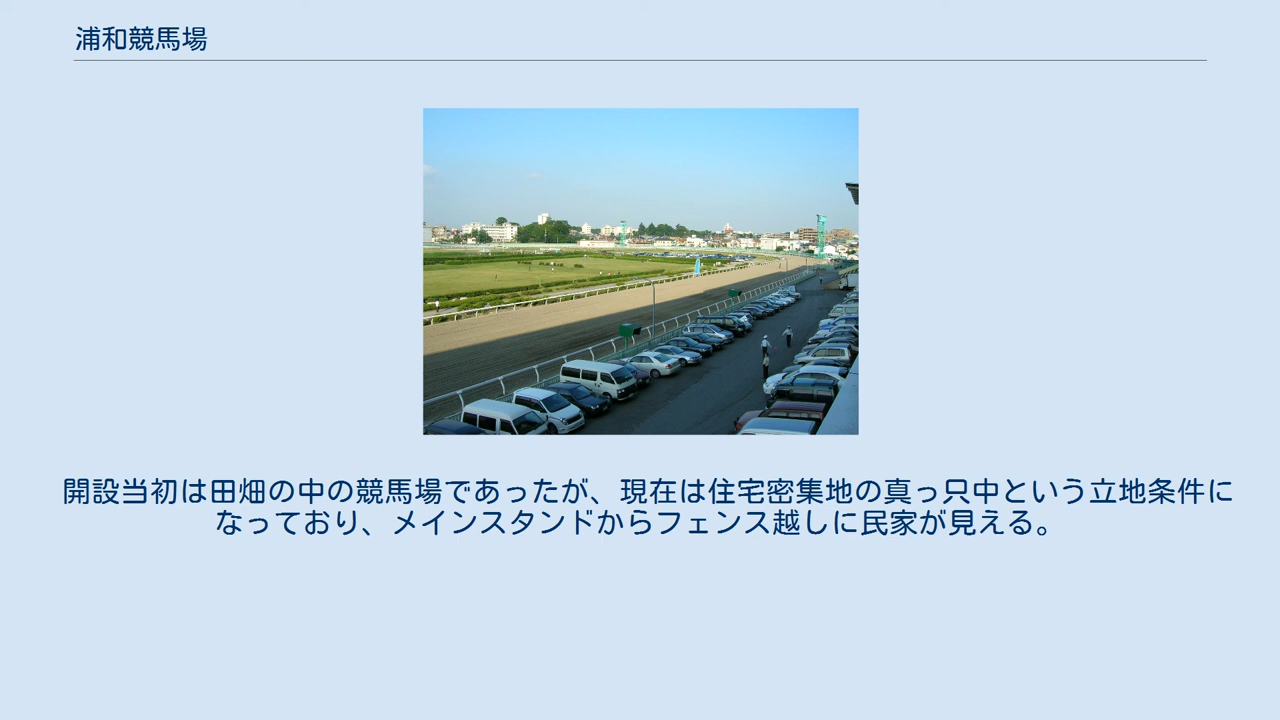 浦和競馬場
開設当初は田畑の中の競馬場であったが、現在は住宅密集地の真っ只中という立地条件に
なっており、メインスタンドからフェンス越しに民家が見える。